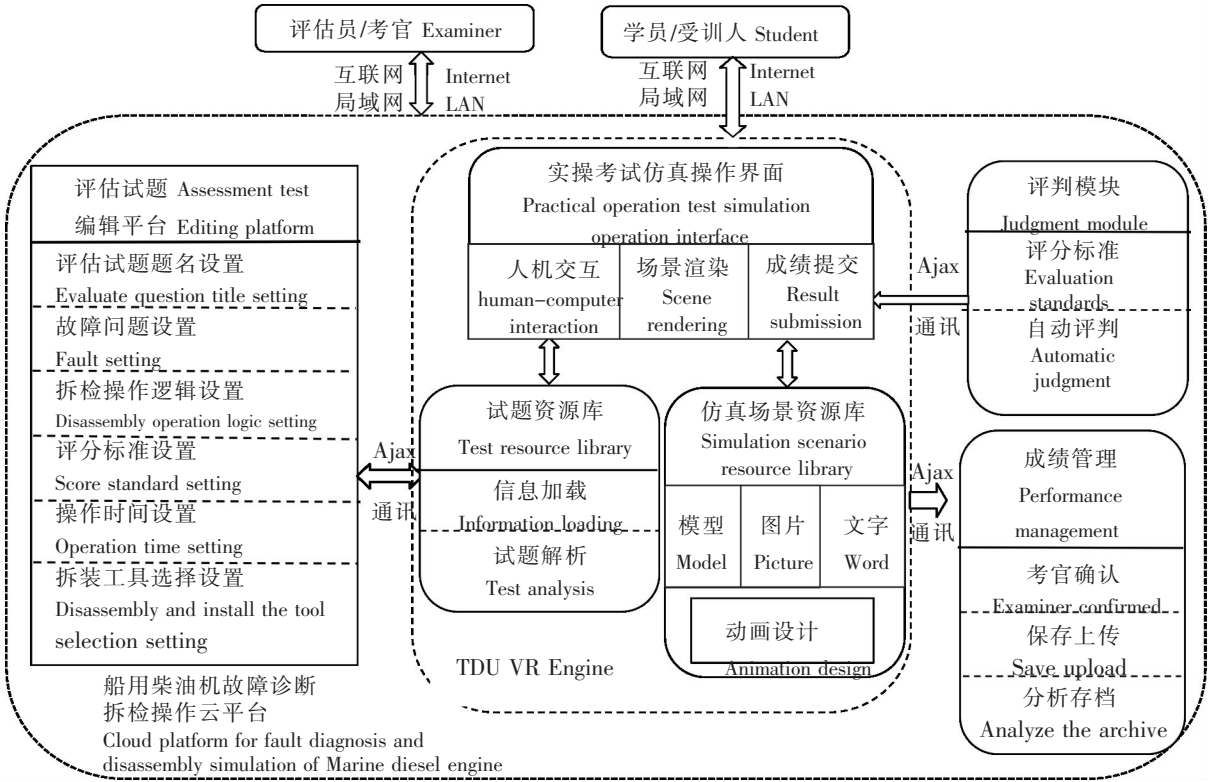 评估员/考官 Examiner
学员/受训人 Student
互联网 Internet
局域网 LAN
互联网 Internet
局域网 LAN
评估试题 Assessment test
编辑平台 Editing platform
评估试题题名设置
Evaluate question title setting
故障问题设置
Fault setting
拆检操作逻辑设置
Disassembly operation logic setting
评分标准设置
Score standard setting
操作时间设置
Operation time setting
拆装工具选择设置
Disassembly and install the tool
selection setting
Ajax
通讯
实操考试仿真操作界面
Practical operation test simulation
operation interface
人机交互
human-computer
interaction
场景渲染
Scene
rendering
成绩提交
Result
submission
试题资源库
Test resource library
信息加载
Information loading
试题解析
Test analysis
仿真场景资源库
Simulation scenario
resource library
模型
Model
图片
Picture
文字
Word
动画设计
Animation design
TDU VR Engine
Ajax
通讯
评判模块
Judgment module
评分标准
Evaluation
standards
自动评判
Automatic
judgment
Ajax
通讯
成绩管理
Performance
management
考官确认
Examiner confirmed
保存上传
Save upload
分析存档
Analyze the archive
船用柴油机故障诊断
拆检操作云平台
Cloud platform for fault diagnosis and
disassembly simulation of Marine diesel engine